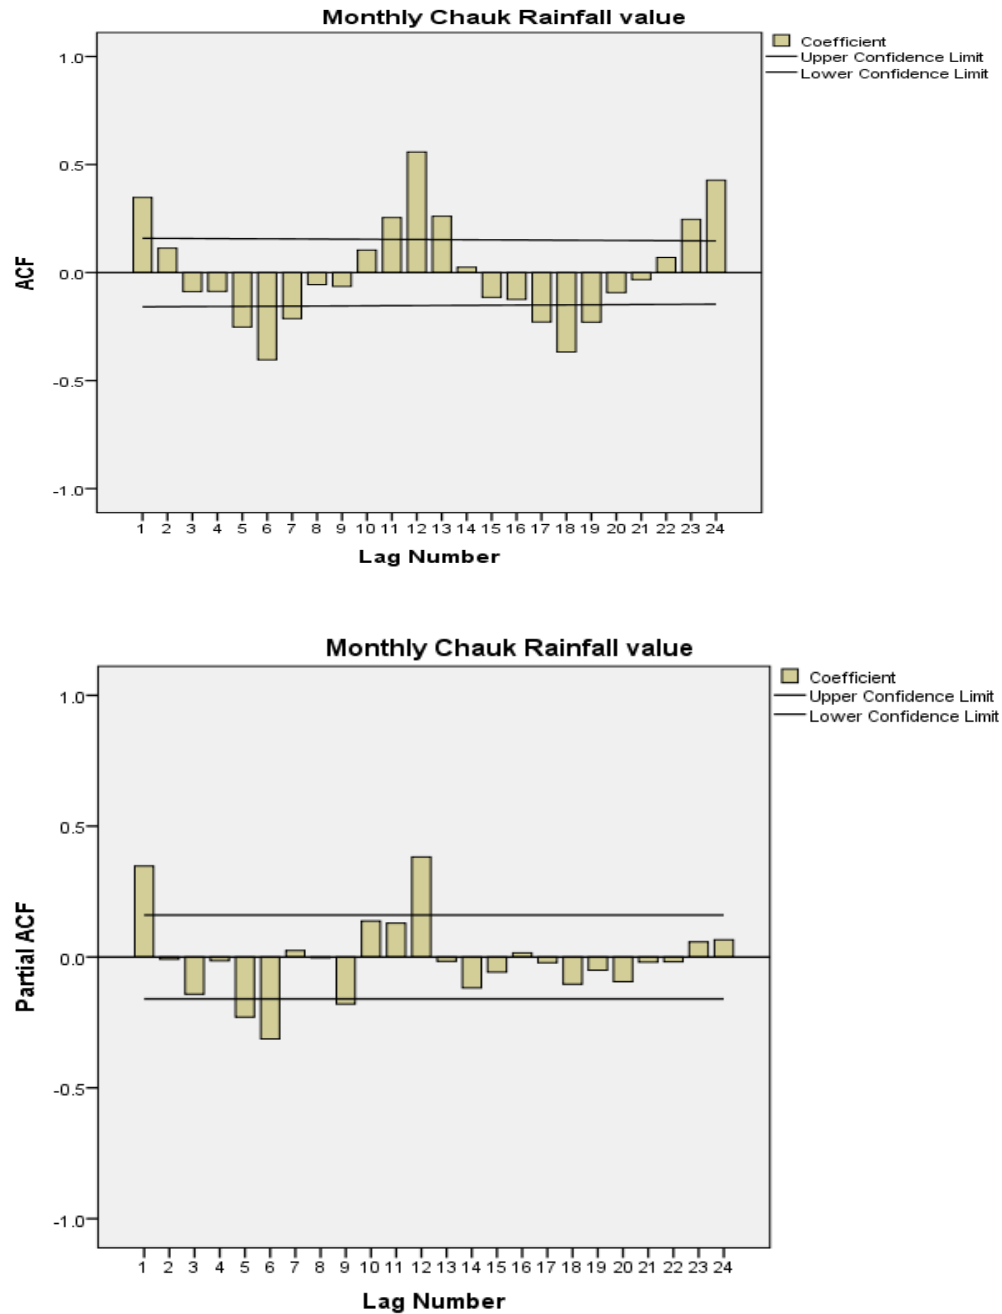 Monthly Chauk Rainfall value
Coefficient
Upper Confidence Limit
Lower Confidence Limit
1.0
0.5
0.0
-0.5
-1.0
ACF
1 2 3 4 5 6 7 8 9 10 11 12 13 14 15 16 17 18 19 20 21 22 23 24
Lag Number
Monthly Chauk Rainfall value
Coefficient
Upper Confidence Limit
Lower Confidence Limit
1.0
0.5
0.0
-0.5
-1.0
Partial ACF
1 2 3 4 5 6 7 8 9 10 11 12 13 14 15 16 17 18 19 20 21 22 23 24
Lag Number